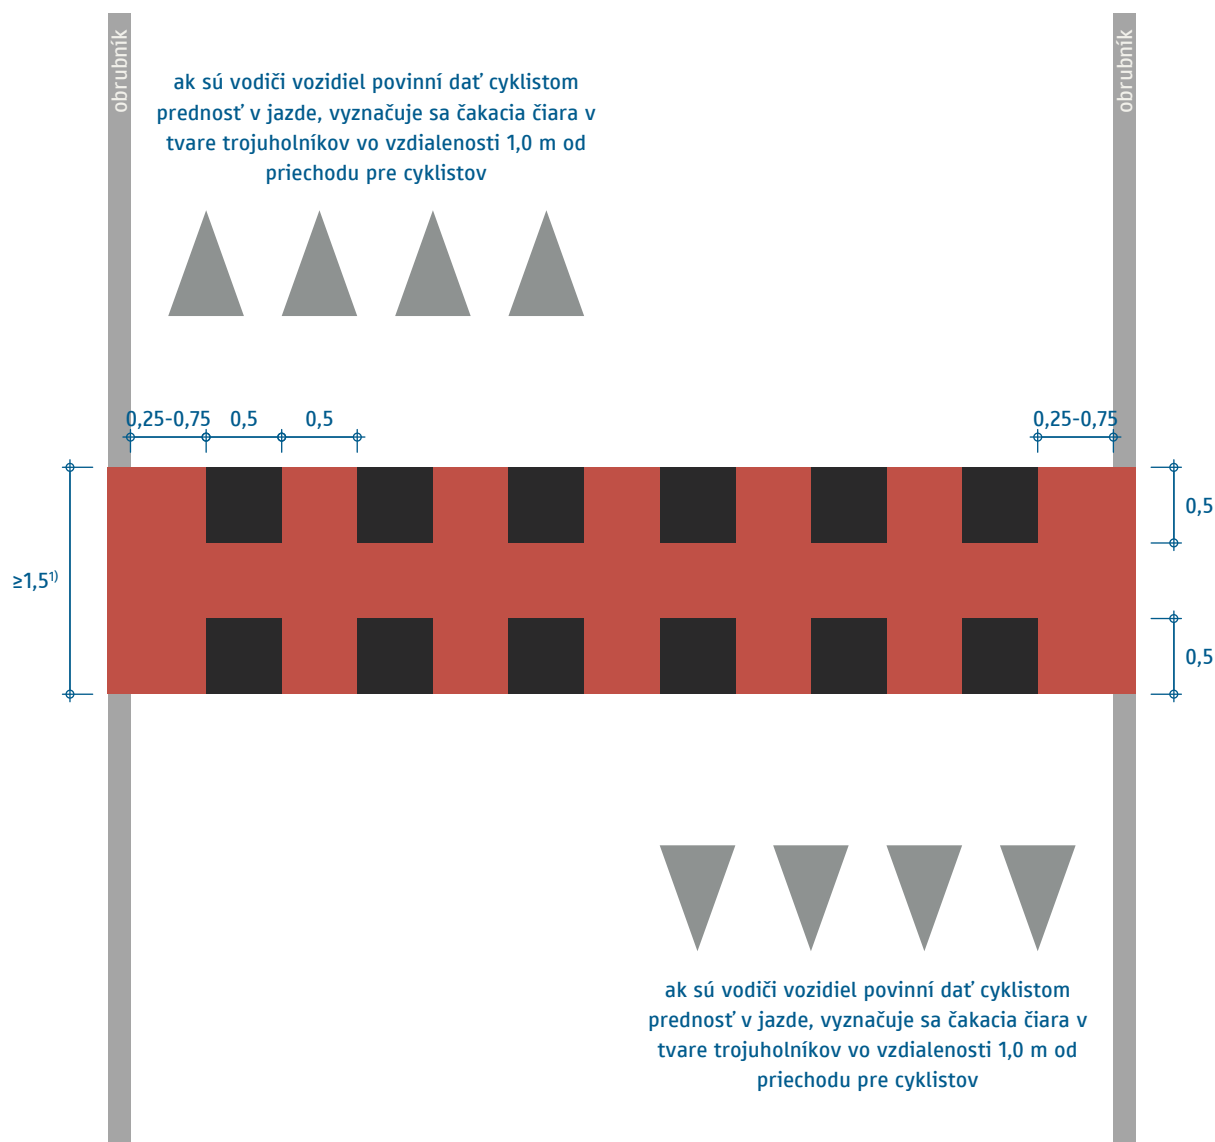 obrubník
obrubník
ak sú vodiči vozidiel povinní dať cyklistom
prednosť v jazde, vyznačuje sa čakacia čiara v
tvare trojuholníkov vo vzdialenosti 1,0 m od
priechodu pre cyklistov
0,25-0,75
0,5
0,5
0,25-0,75
0,5
≥1,5¹⁾
0,5
ak sú vodiči vozidiel povinní dať cyklistom
prednosť v jazde, vyznačuje sa čakacia čiara v
tvare trojuholníkov vo vzdialenosti 1,0 m od
priechodu pre cyklistov